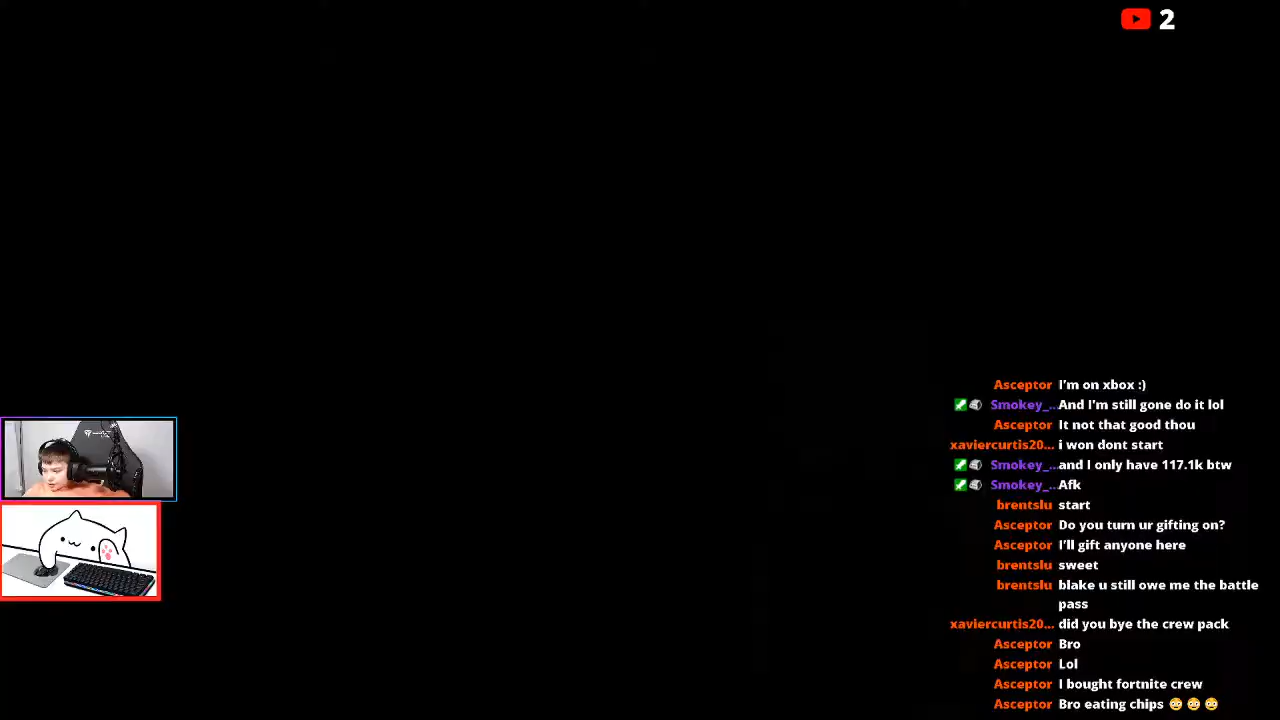 2
Asceptor I'm on xbox :)
Smokey_... And I'm still gone do it lol
Asceptor It not that good thou
xaviercurtis20... i won dont start
Smokey_... and I only have 117.1k btw
Smokey_... Afk
brentslu start
Asceptor Do you turn ur gifting on?
Asceptor I'll gift anyone here
brentslu sweet
brentslu blake u still owe me the battle
pass
xaviercurtis20... did you bye the crew pack
Asceptor Bro
Asceptor Lol
Asceptor I bought fortnite crew
Asceptor Bro eating chips 😳 😳 😳